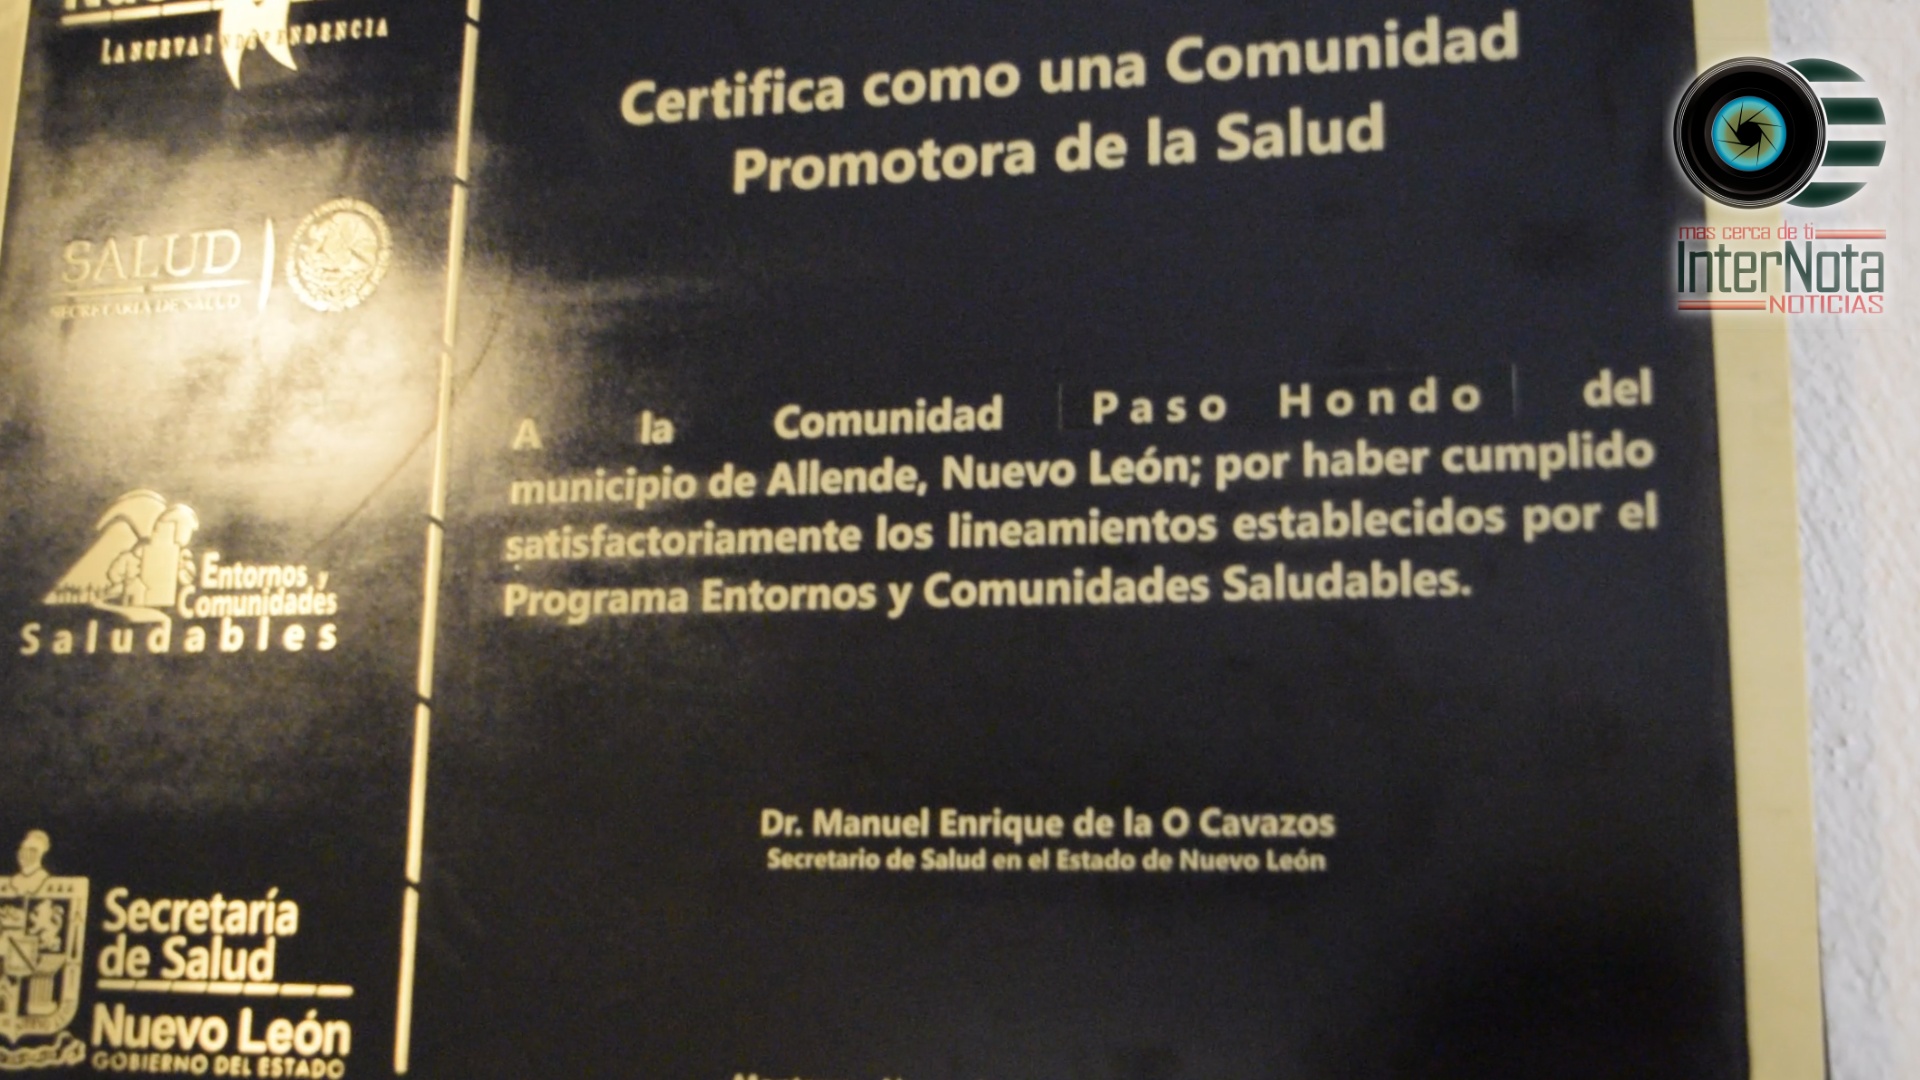 LA NUEVA INDEPENDENCIA
SALUD
SECRETARIA DE SALUD
Entornos y
Comunidades
Saludables
Secretaría
de Salud
Nuevo León
GOBIERNO DEL ESTADO
Certifica como una Comunidad
Promotora de la Salud
A la Comunidad Paso Hondo del
municipio de Allende, Nuevo León; por haber cumplido
satisfactoriamente los lineamientos establecidos por el
Programa Entornos y Comunidades Saludables.
Dr. Manuel Enrique de la O Cavazos
Secretario de Salud en el Estado de Nuevo León
mas cerca de ti
InterNota
NOTICIAS